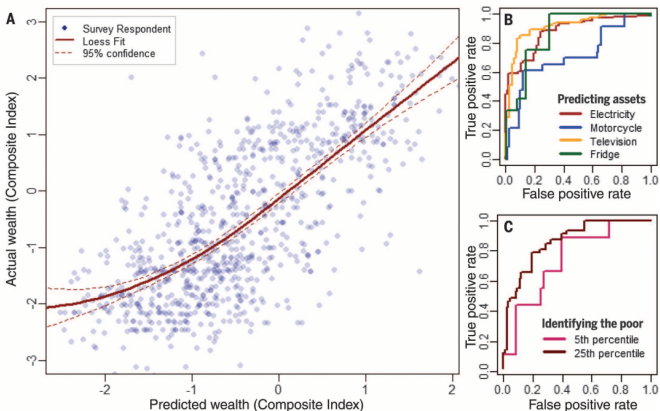 A
Survey Respondent
Loess Fit
95% confidence
Actual wealth (Composite Index)
3
2
1
0
-1
-2
-3
-2
-1
0
1
2
Predicted wealth (Composite Index)
B
True positive rate
1.0
0.8
0.6
0.4
0.2
0.0
Predicting assets
Electricity
Motorcycle
Television
Fridge
0.0
0.2
0.4
0.6
0.8
1.0
False positive rate
C
True positive rate
1.0
0.8
0.6
0.4
0.2
0.0
Identifying the poor
5th percentile
25th percentile
0.0
0.2
0.4
0.6
0.8
1.0
False positive rate